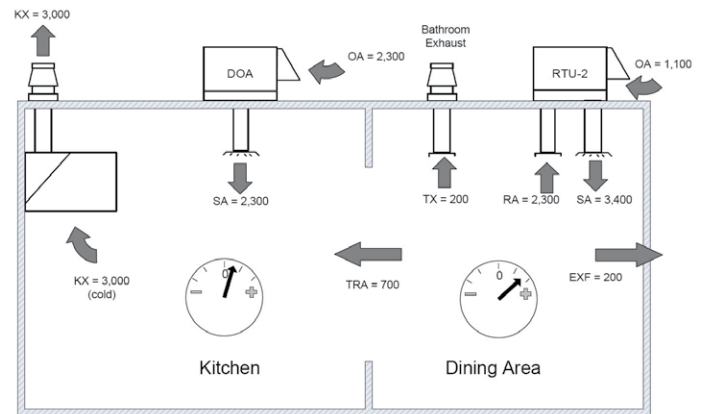 KX = 3,000
Bathroom
Exhaust
DOA
OA = 2,300
RTU-2
OA = 1,100
SA = 2,300
TX = 200
RA = 2,300
SA = 3,400
KX = 3,000
(cold)
TRA = 700
EXF = 200
0
0
Kitchen
Dining Area